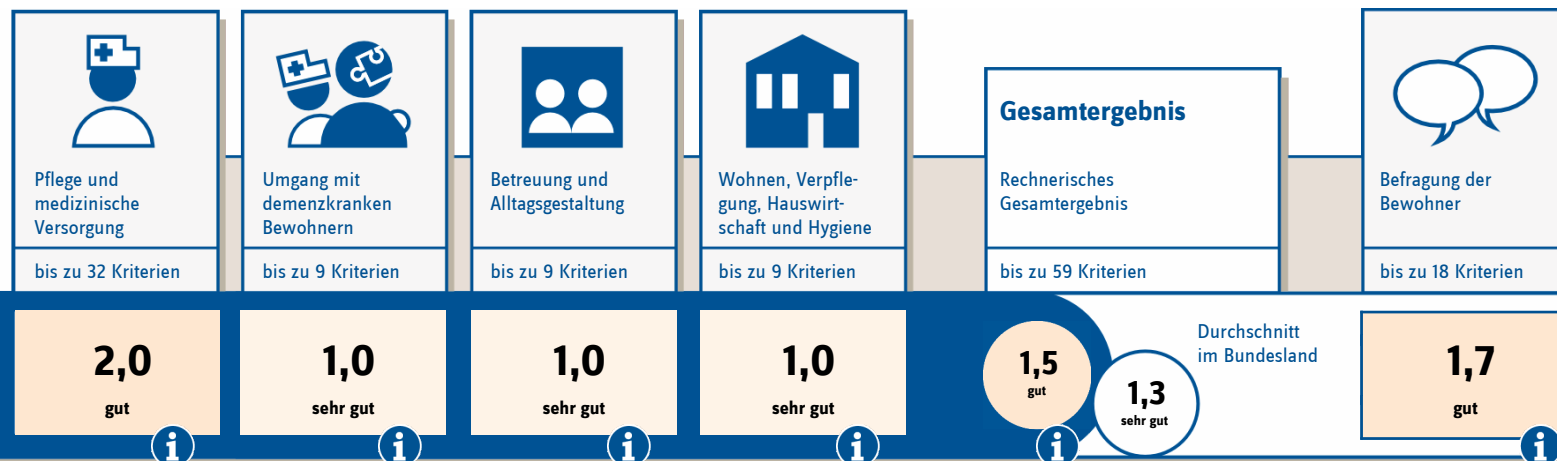 Pflege und
medizinische
Versorgung
bis zu 32 Kriterien
2,0
gut
Umgang mit
demenzkranken
Bewohnern
bis zu 9 Kriterien
1,0
sehr gut
Betreuung und
Alltagsgestaltung
bis zu 9 Kriterien
1,0
sehr gut
Wohnen, Verpfle-
gung, Hauswirt-
schaft und Hygiene
bis zu 9 Kriterien
1,0
sehr gut
Gesamtergebnis
Rechnerisches
Gesamtergebnis
bis zu 59 Kriterien
1,5
gut
Durchschnitt
im Bundesland
1,3
sehr gut
Befragung der
Bewohner
bis zu 18 Kriterien
1,7
gut